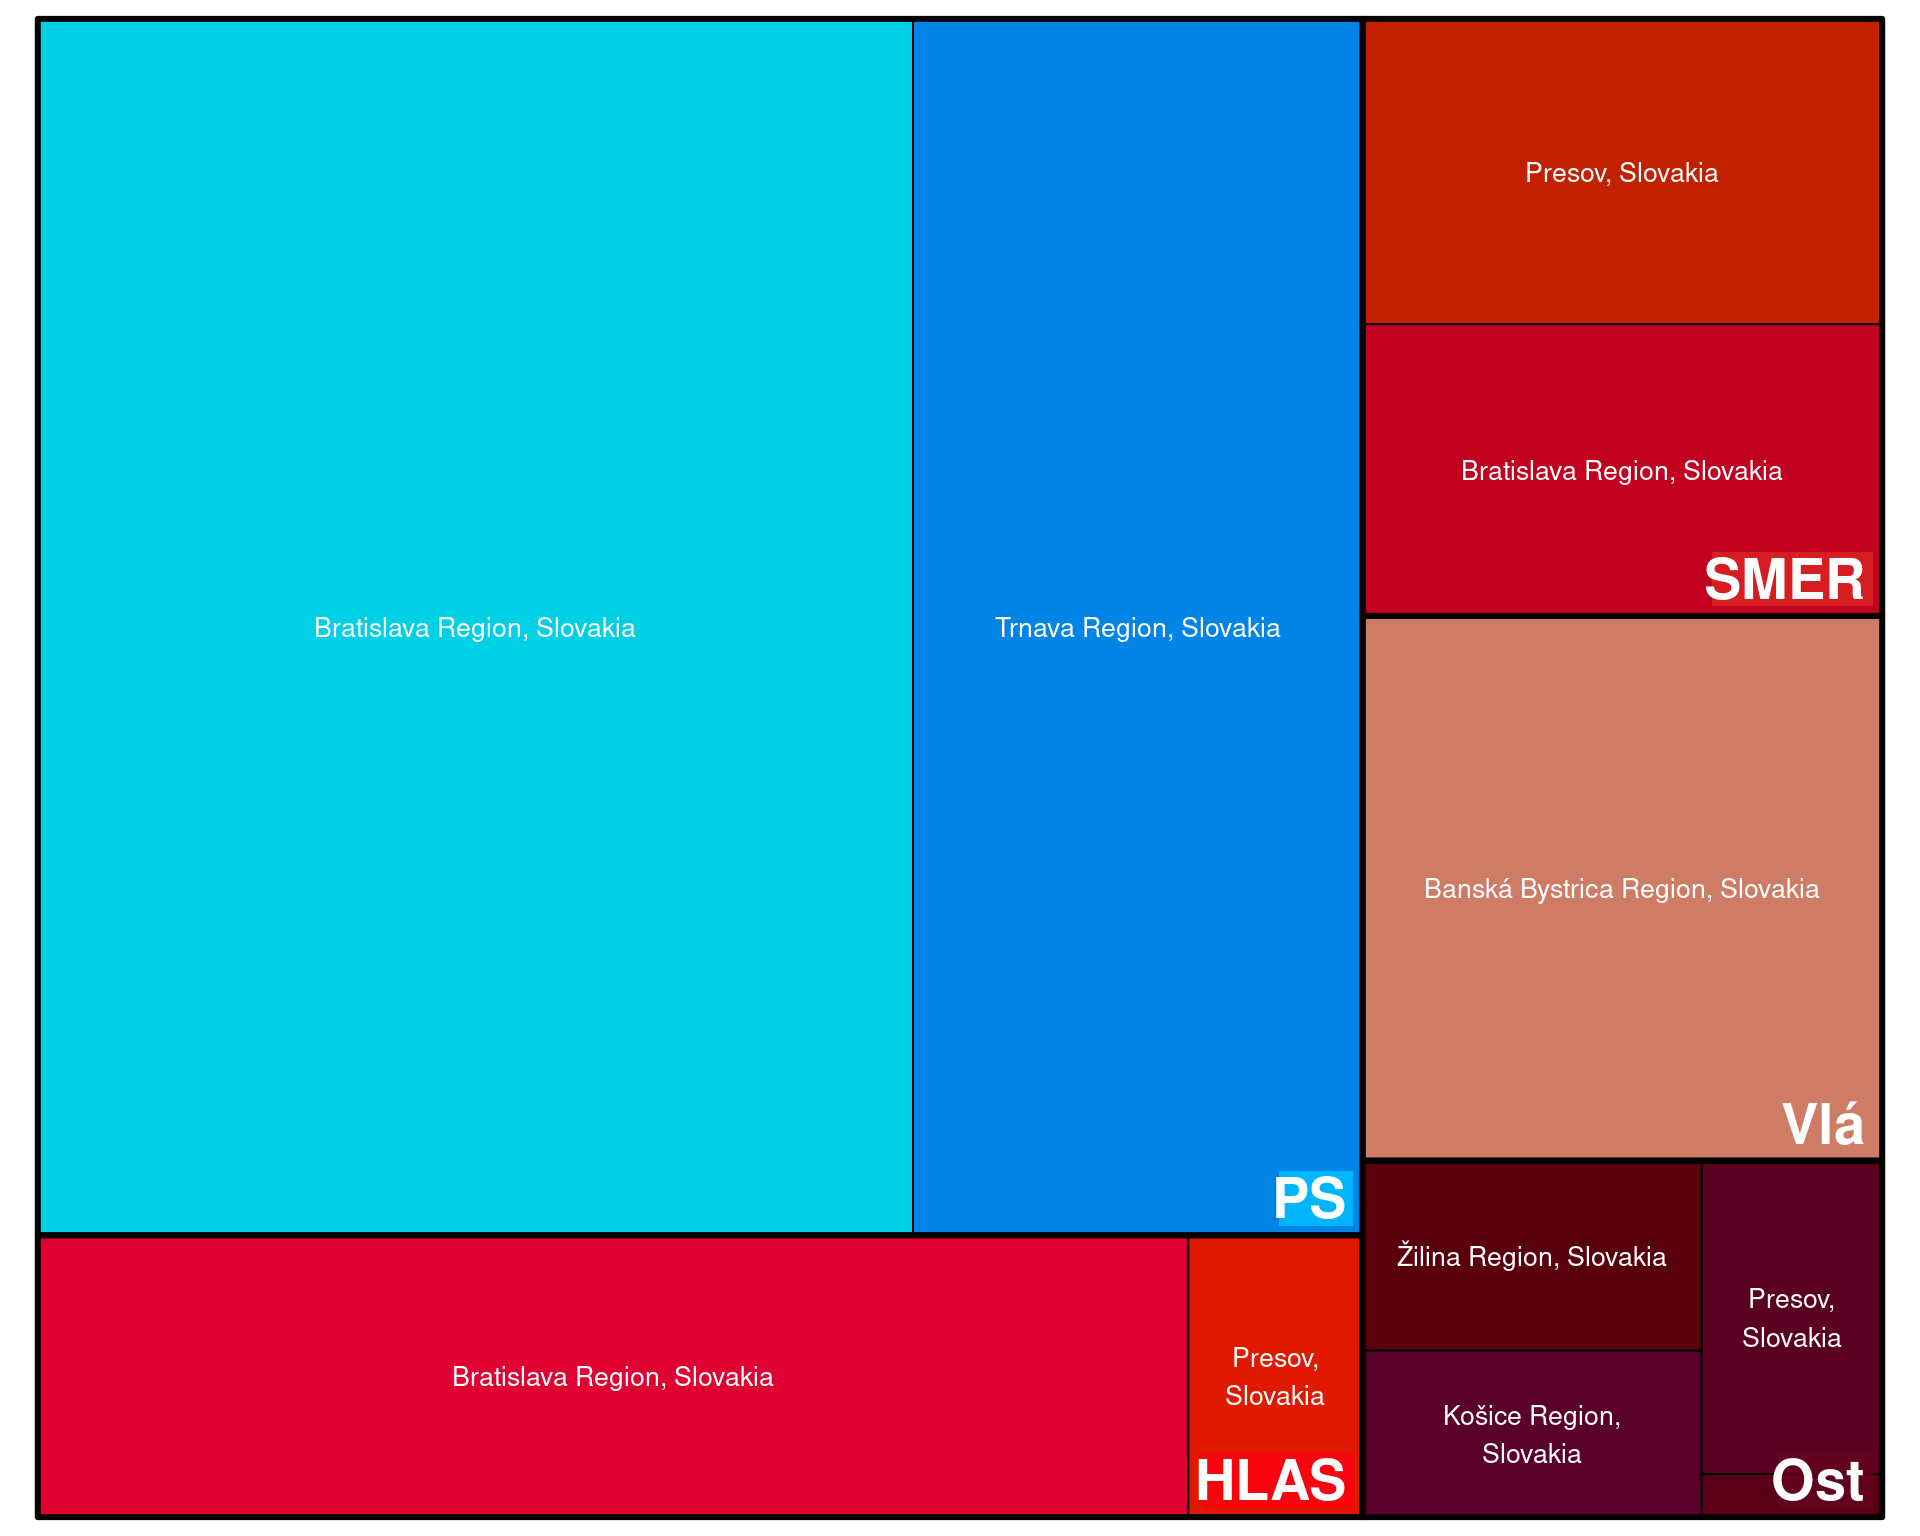 Bratislava Region, Slovakia
Trnava Region, Slovakia
PS
Bratislava Region, Slovakia
Presov,
Slovakia
HLAS
Presov, Slovakia
Bratislava Region, Slovakia
SMER
Banská Bystrica Region, Slovakia
Vlá
Žilina Region, Slovakia
Košice Region,
Slovakia
Presov,
Slovakia
Ost